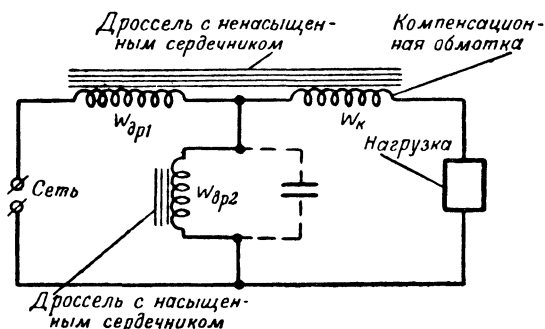 Дроссель с ненасыщен-
ным сердечником
Компенсацион-
ная обмотка
Wдр1
Wк
Нагрузка
Сеть
Wдр2
Дроссель с насыщен-
ным сердечником